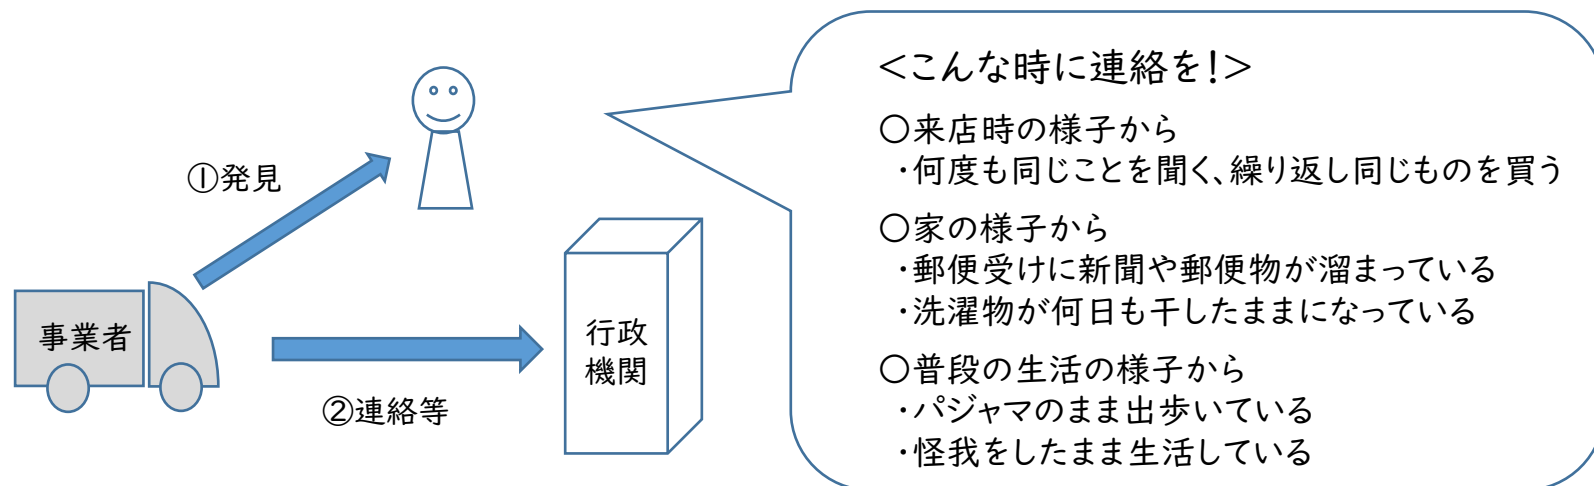 ①発見
事業者
②連絡等
行政
機関
<こんな時に連絡を!>
○来店時の様子から
・何度も同じことを聞く、繰り返し同じものを買う
○家の様子から
・郵便受けに新聞や郵便物が溜まっている
・洗濯物が何日も干したままになっている
○普段の生活の様子から
・パジャマのまま出歩いている
・怪我をしたまま生活している